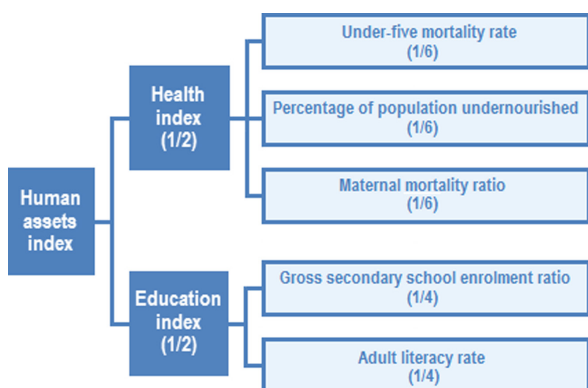 Human
assets
index
Health
index
(1/2)
Under-five mortality rate
(1/6)
Percentage of population undernourished
(1/6)
Maternal mortality ratio
(1/6)
Education
index
(1/2)
Gross secondary school enrolment ratio
(1/4)
Adult literacy rate
(1/4)